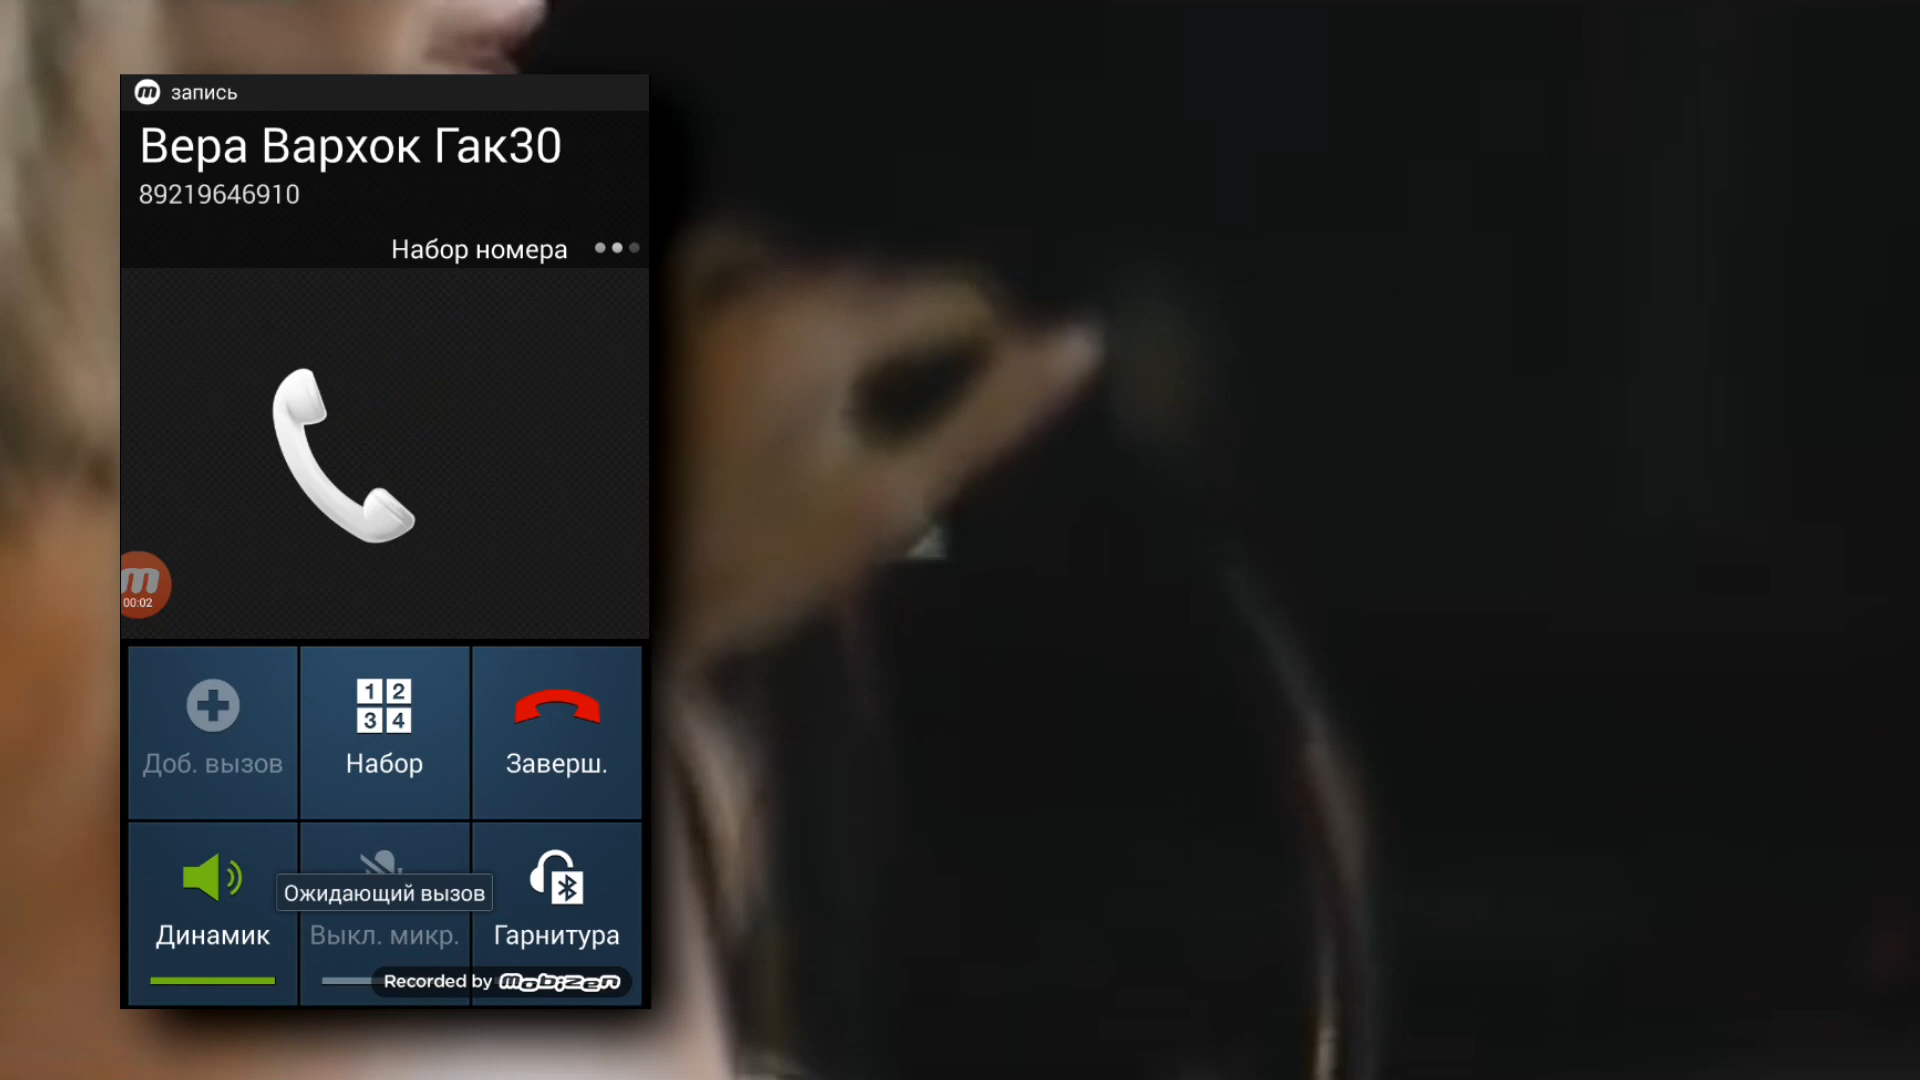 запись
Вера Вархок Гак30
89219646910
Набор номера
00:02
Доб. вызов
1 2
3 4
Набор
Заверш.
Ожидающий вызов
Динамик
Выкл. микр.
Гарнитура
Recorded by mobizen